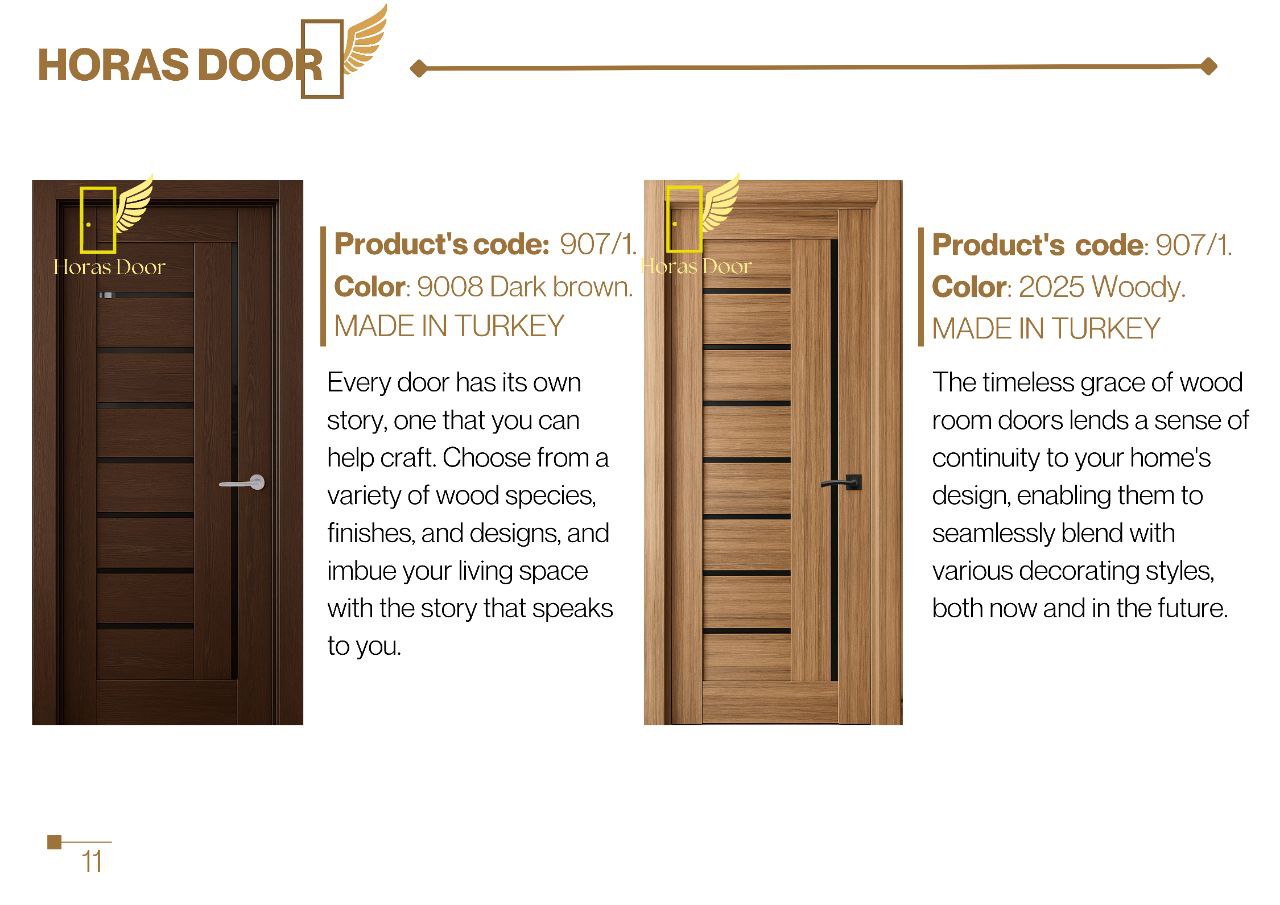 HORAS DOOR
Horas Door
Product's code: 907/1.
Color: 9008 Dark brown.
MADE IN TURKEY
Every door has its own
story, one that you can
help craft. Choose from a
variety of wood species,
finishes, and designs, and
imbue your living space
with the story that speaks
to you.
Horas Door
Product's code: 907/1.
Color: 2025 Woody.
MADE IN TURKEY
The timeless grace of wood
room doors lends a sense of
continuity to your home's
design, enabling them to
seamlessly blend with
various decorating styles,
both now and in the future.
11